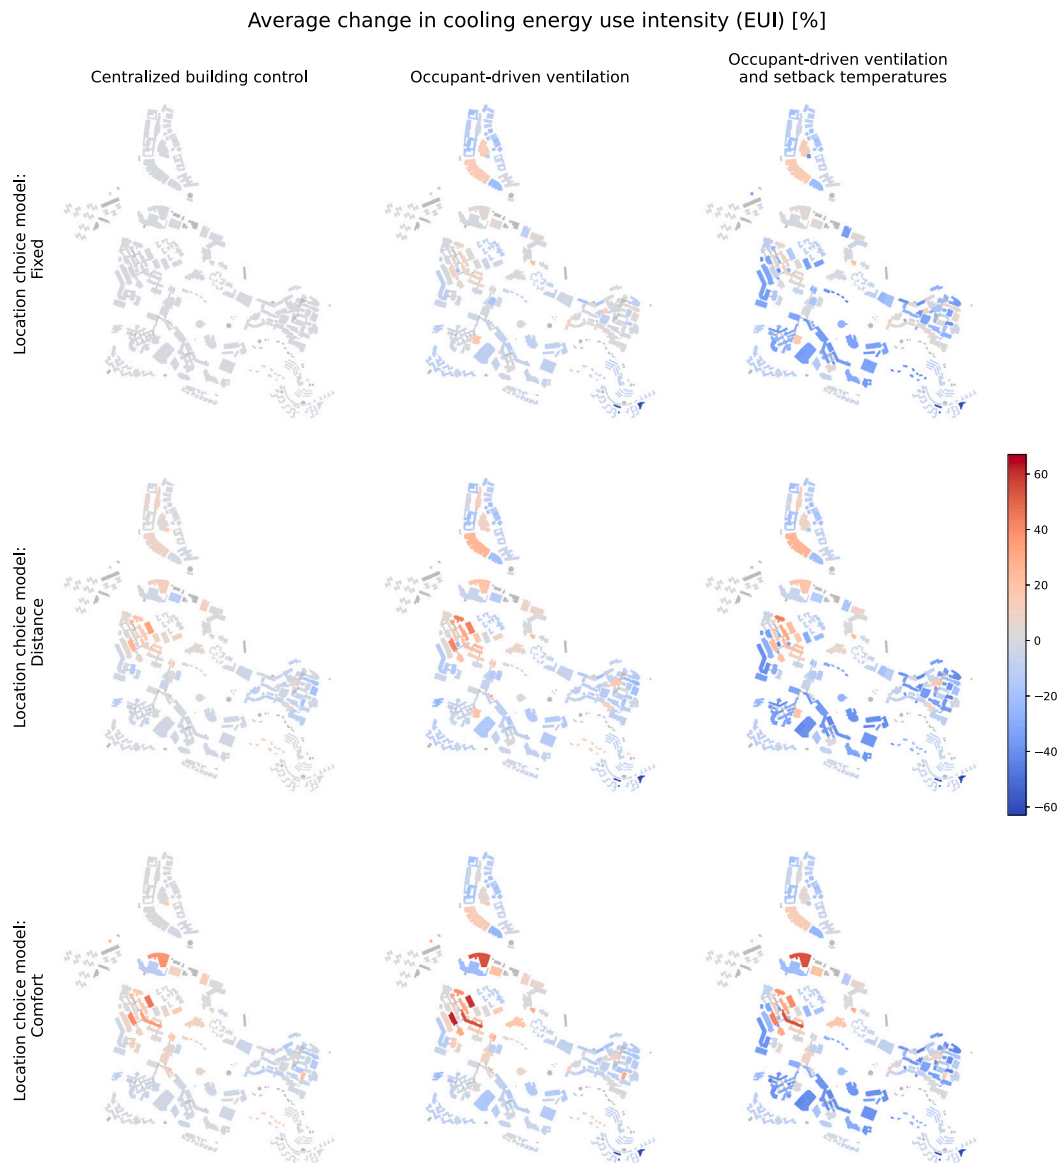 Average change in cooling energy use intensity (EUI) [%]
Centralized building control
Occupant-driven ventilation
Occupant-driven ventilation
and setback temperatures
Location choice model:
Fixed
Location choice model:
Distance
Location choice model:
Comfort
60
40
20
0
−20
−40
−60